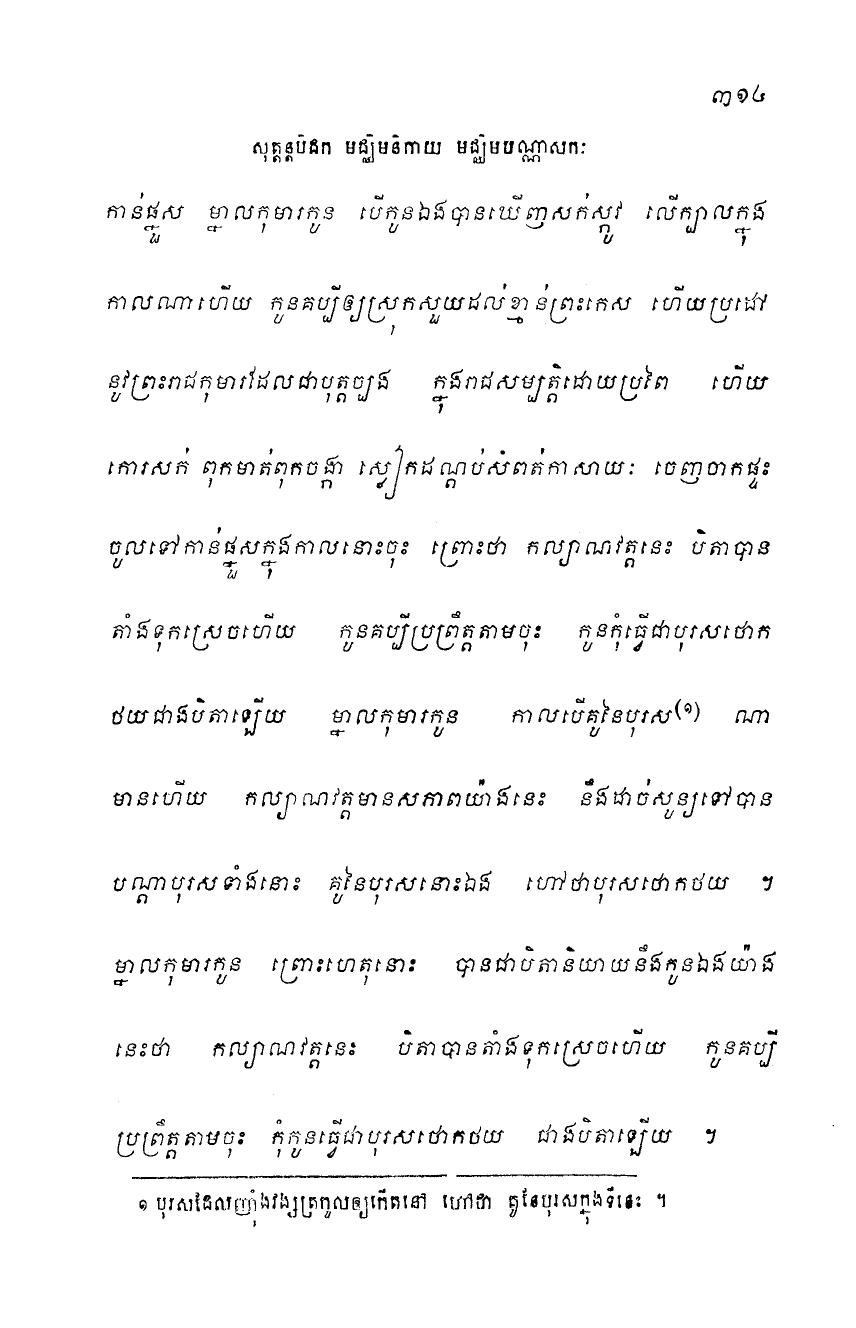 ៣១៤
សុត្តន្តបិដក មជ្ឈិមនិកាយ មជ្ឈិមបណ្ណាសកៈ
កាន់ផ្នួស ម្នាលកុមារកូន បើកូនឯងបានឃើញសក់ស្កូវ លើក្បាលក្នុង
កាលណាហើយ កូនគប្បីឲ្យស្រុកសួយដល់ខ្មាន់ព្រះកេស ហើយប្រដៅ
នូវព្រះរាជកុមារដែលជាបុត្តច្បង ក្នុងរាជសម្បត្តិដោយប្រពៃ ហើយ
កោរសក់ ពុកមាត់ពុកចង្កា ស្លៀកដណ្តប់សំពត់កាសាយៈ ចេញចាកផ្ទះ
ចូលទៅកាន់ផ្នួសក្នុងកាលនោះចុះ ព្រោះថា កល្យាណវត្តនេះ បិតាបាន
តាំងទុកស្រេចហើយ កូនគប្បីប្រព្រឹត្តតាមចុះ កូនកុំធ្វើជាបុរសថោក
ថយជាងបិតាឡើយ ម្នាលកុមារកូន កាលបើគូនៃបុរស(១) ណា
មានហើយ កល្យាណវត្តមានសភាពយ៉ាងនេះ នឹងដាច់សូន្យទៅបាន
បណ្តាបុរសទាំងនោះ គូនៃបុរសនោះឯង ហៅថាបុរសថោកថយ ។
ម្នាលកុមារកូន ព្រោះហេតុនោះ បានជាបិតានិយាយនឹងកូនឯងយ៉ាង
នេះថា កល្យាណវត្តនេះ បិតាបានតាំងទុកស្រេចហើយ កូនគប្បី
ប្រព្រឹត្តតាមចុះ កុំកូនធ្វើជាបុរសថោកថយ ជាងបិតាឡើយ ។
១ បុរសដែលញុំាងវង្សត្រកូលឲ្យកើតនៅ ហៅថា គូនៃបុរសក្នុងទីនេះ ។